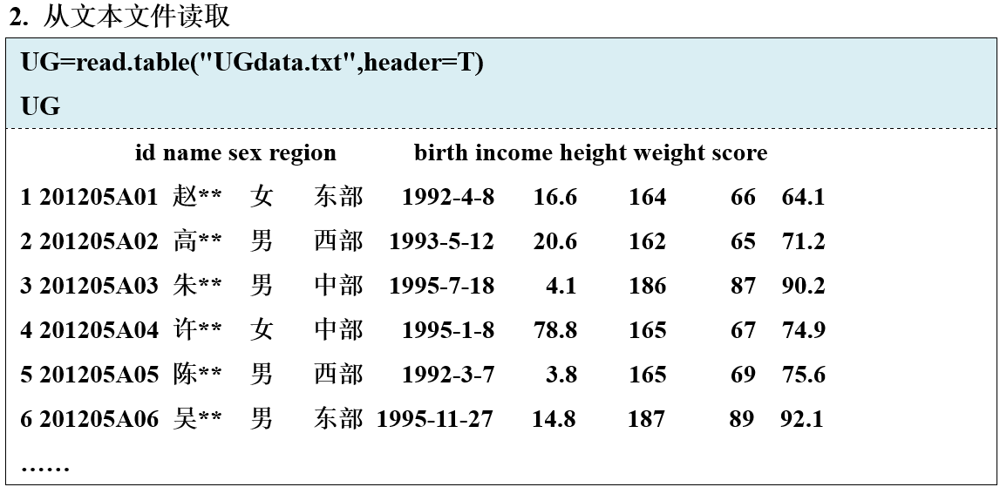 2. 从文本文件读取
UG=read.table("UGdata.txt",header=T)
UG
id name sex region birth income height weight score
1 201205A01 赵** 女 东部 1992-4-8 16.6 164 66 64.1
2 201205A02 高** 男 西部 1993-5-12 20.6 162 65 71.2
3 201205A03 朱** 男 中部 1995-7-18 4.1 186 87 90.2
4 201205A04 许** 女 中部 1995-1-8 78.8 165 67 74.9
5 201205A05 陈** 男 西部 1992-3-7 3.8 165 69 75.6
6 201205A06 吴** 男 东部 1995-11-27 14.8 187 89 92.1
……